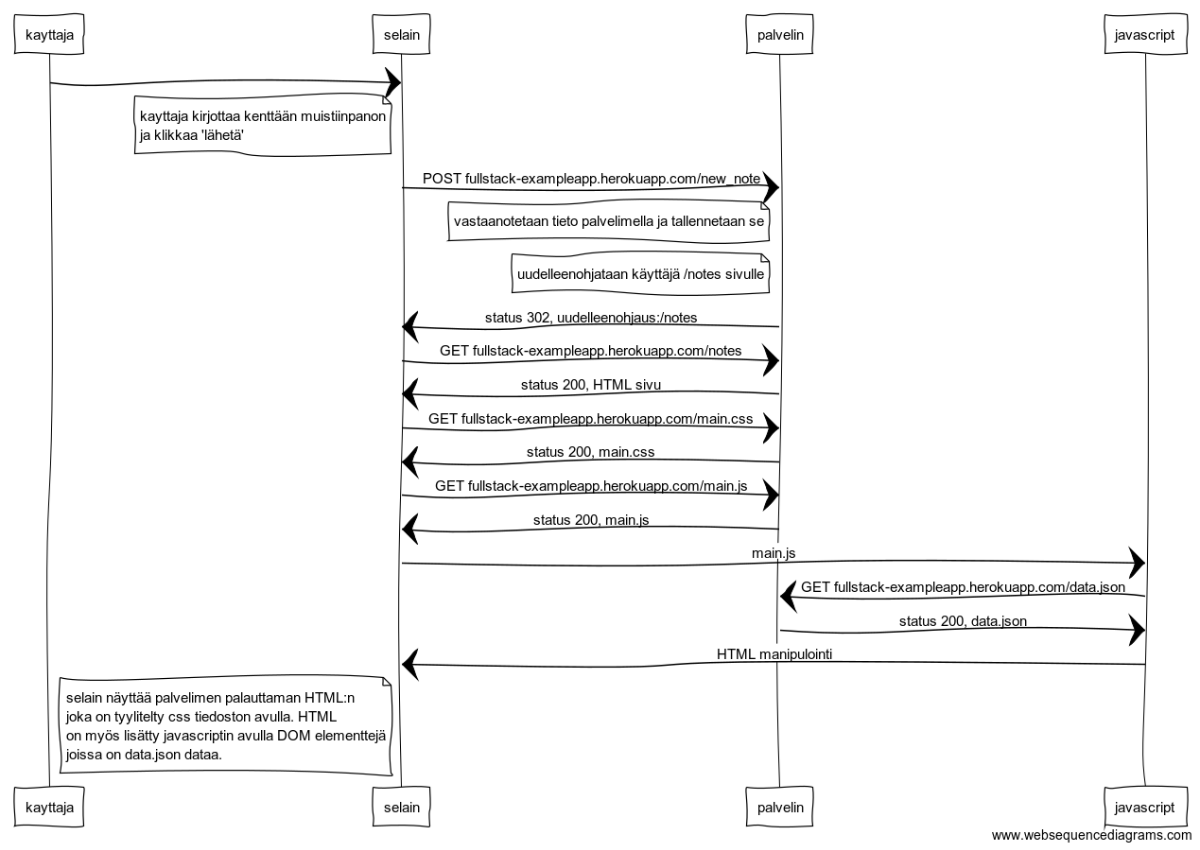 kayttaja
selain
palvelin
javascript
kayttaja kirjottaa kenttään muistiinpanon
ja klikkaa 'lähetä'
POST fullstack-exampleapp.herokuapp.com/new_note
vastaanotetaan tieto palvelimella ja tallennetaan se
uudelleenohjataan käyttäjä /notes sivulle
status 302, uudelleenohjaus:/notes
GET fullstack-exampleapp.herokuapp.com/notes
status 200, HTML sivu
GET fullstack-exampleapp.herokuapp.com/main.css
status 200, main.css
GET fullstack-exampleapp.herokuapp.com/main.js
status 200, main.js
main.js
GET fullstack-exampleapp.herokuapp.com/data.json
status 200, data.json
HTML manipulointi
selain näyttää palvelimen palauttaman HTML:n
joka on tyylitelty css tiedoston avulla. HTML
on myös lisätty javascriptin avulla DOM elementtejä
joissa on data.json dataa.
kayttaja
selain
palvelin
javascript
www.websequencediagrams.com